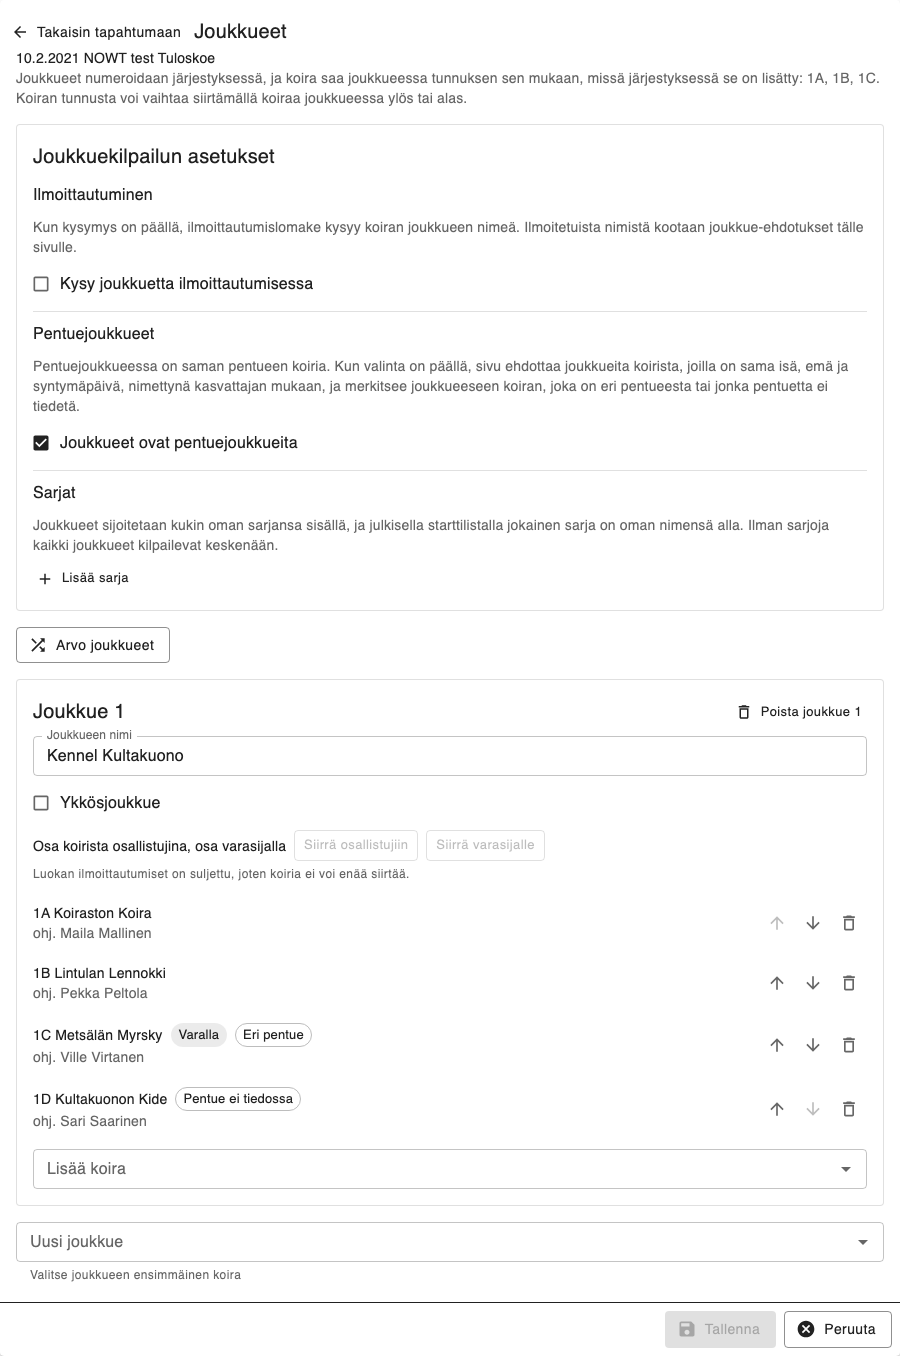 Takaisin tapahtumaan Joukkueet
10.2.2021 NOWT test Tuloskoe
Joukkueet numeroidaan järjestyksessä, ja koira saa joukkueessa tunnuksen sen mukaan, missä järjestyksessä se on lisätty: 1A, 1B, 1C.
Koiran tunnusta voi vaihtaa siirtämällä koiraa joukkueessa ylös tai alas.
Joukkuekilpailun asetukset
Ilmoittautuminen
Kun kysymys on päällä, ilmoittautumislomake kysyy koiran joukkueen nimeä. Ilmoitetuista nimistä kootaan joukkue-ehdotukset tälle
sivulle.
Kysy joukkuetta ilmoittautumisessa
Pentuejoukkueet
Pentuejoukkueessa on saman pentueen koiria. Kun valinta on päällä, sivu ehdottaa joukkueita koirista, joilla on sama isä, emä ja
syntymäpäivä, nimettynä kasvattajan mukaan, ja merkitsee joukkueeseen koiran, joka on eri pentueesta tai jonka pentuetta ei
tiedetä.
Joukkueet ovat pentuejoukkueita
Sarjat
Joukkueet sijoitetaan kukin oman sarjansa sisällä, ja julkisella starttilistalla jokainen sarja on oman nimensä alla. Ilman sarjoja
kaikki joukkueet kilpailevat keskenään.
Lisää sarja
Arvo joukkueet
Joukkue 1 Poista joukkue 1
Joukkueen nimi
Kennel Kultakuono
Ykkösjoukkue
Osa koirista osallistujina, osa varasijalla Siirrä osallistujiin Siirrä varasijalle
Luokan ilmoittautumiset on suljettu, joten koiria ei voi enää siirtää.
1A Koiraston Koira
ohj. Maila Mallinen
1B Lintulan Lennokki
ohj. Pekka Peltola
1C Metsälän Myrsky Varalla Eri pentue
ohj. Ville Virtanen
1D Kultakuonon Kide Pentue ei tiedossa
ohj. Sari Saarinen
Lisää koira
Uusi joukkue
Valitse joukkueen ensimmäinen koira
Tallenna Peruuta